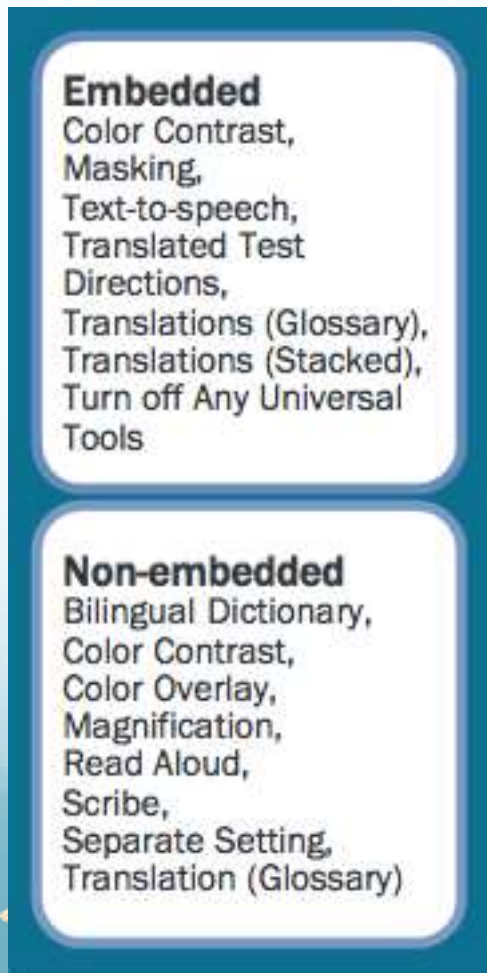 Embedded
Color Contrast,
Masking,
Text-to-speech,
Translated Test
Directions,
Translations (Glossary),
Translations (Stacked),
Turn off Any Universal
Tools
Non-embedded
Bilingual Dictionary,
Color Contrast,
Color Overlay,
Magnification,
Read Aloud,
Scribe,
Separate Setting,
Translation (Glossary)